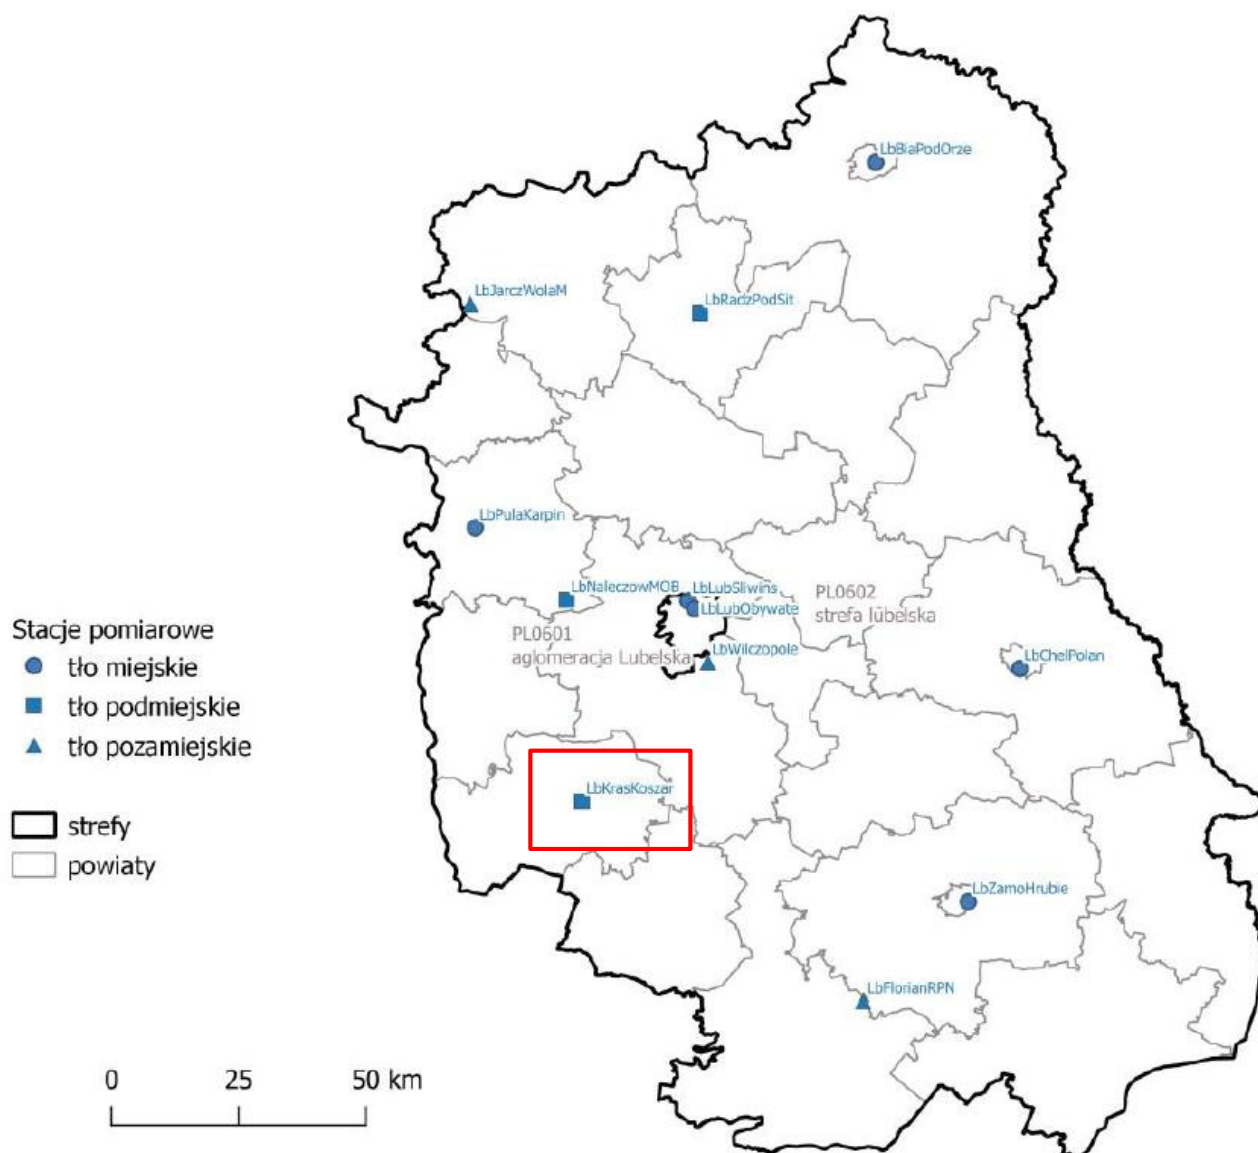 LbBiaPodOrze
LbJarczWolaM
LbRadzPodSit
LbPulaKarpin
LbNaleczowMOB
LbLubSliwins
LbLubObywate
PL0602
strefa lubelska
PL0601
aglomeracja Lubelska
LbWilczopole
LbChelPolan
Stacje pomiarowe
tło miejskie
tło podmiejskie
tło pozamiejskie
strefy
powiaty
LbKrasKoszar
LbZamoHrubie
LbFlorianRPN
0 25 50 km